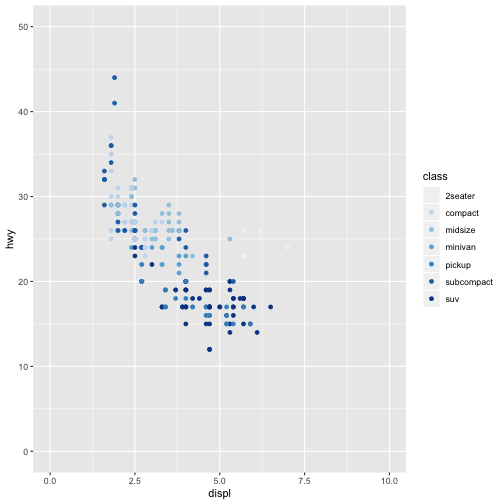 50
40
30
20
10
0
hwy
0.0 2.5 5.0 7.5 10.0
displ
class
2seater
compact
midsize
minivan
pickup
subcompact
suv